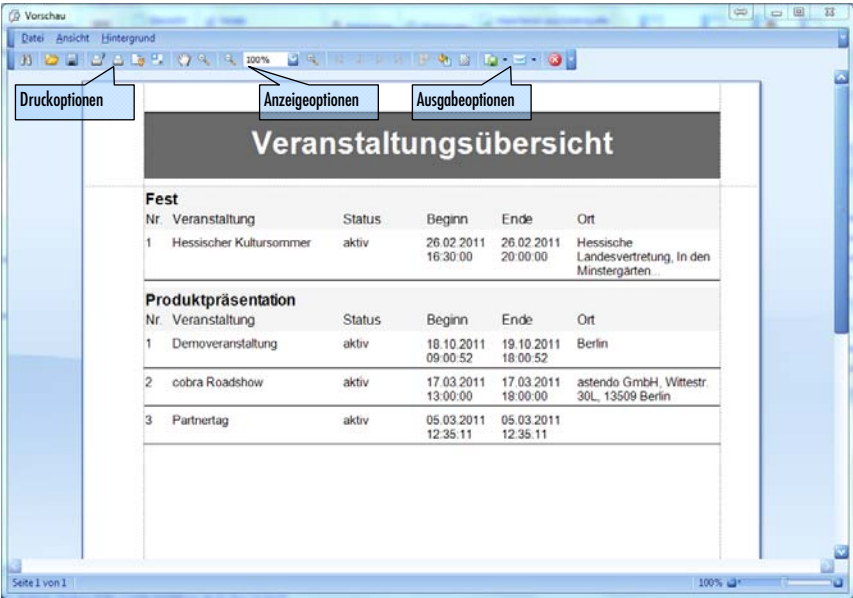 Vorschau
Datei Ansicht Hintergrund
100%
Druckoptionen
Anzeigeoptionen
Ausgabeoptionen
Veranstaltungsübersicht
Fest
Nr. Veranstaltung Status Beginn Ende Ort
1 Hessischer Kultursommer aktiv 26.02.2011 26.02.2011 Hessische
16:30:00 20:00:00 Landesvertretung, In den
Minstergärten...
Produktpräsentation
Nr. Veranstaltung Status Beginn Ende Ort
1 Demoveranstaltung aktiv 18.10.2011 19.10.2011 Berlin
09:00:52 18:00:52
2 cobra Roadshow aktiv 17.03.2011 17.03.2011 astendo GmbH, Wittestr.
13:00:00 18:00:00 30L, 13509 Berlin
3 Partnertag aktiv 05.03.2011 05.03.2011
12:35:11 12:35:11
Seite 1 von 1
100%